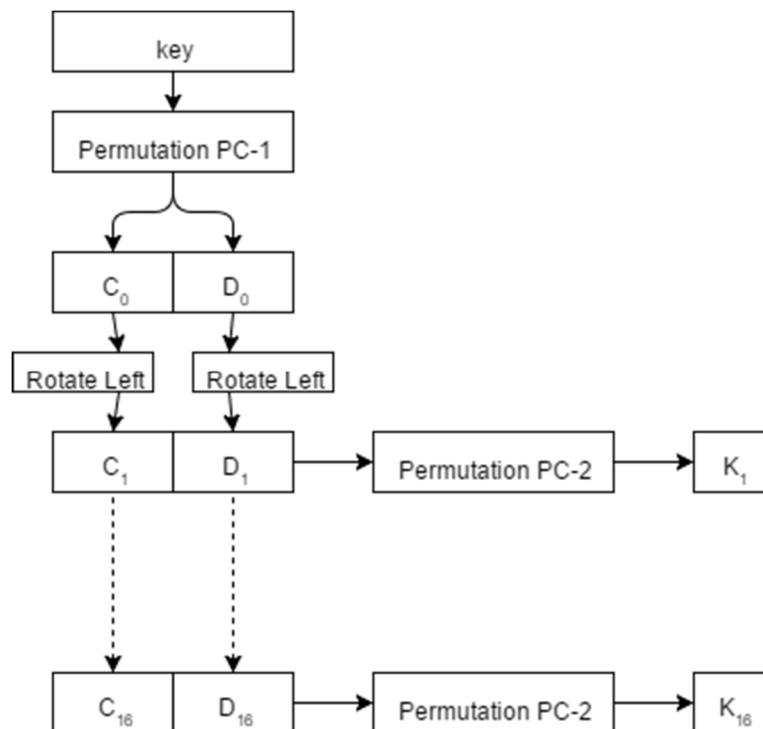 key
Permutation PC-1
C₀ D₀
Rotate Left Rotate Left
C₁ D₁ Permutation PC-2 K₁
C₁₆ D₁₆ Permutation PC-2 K₁₆